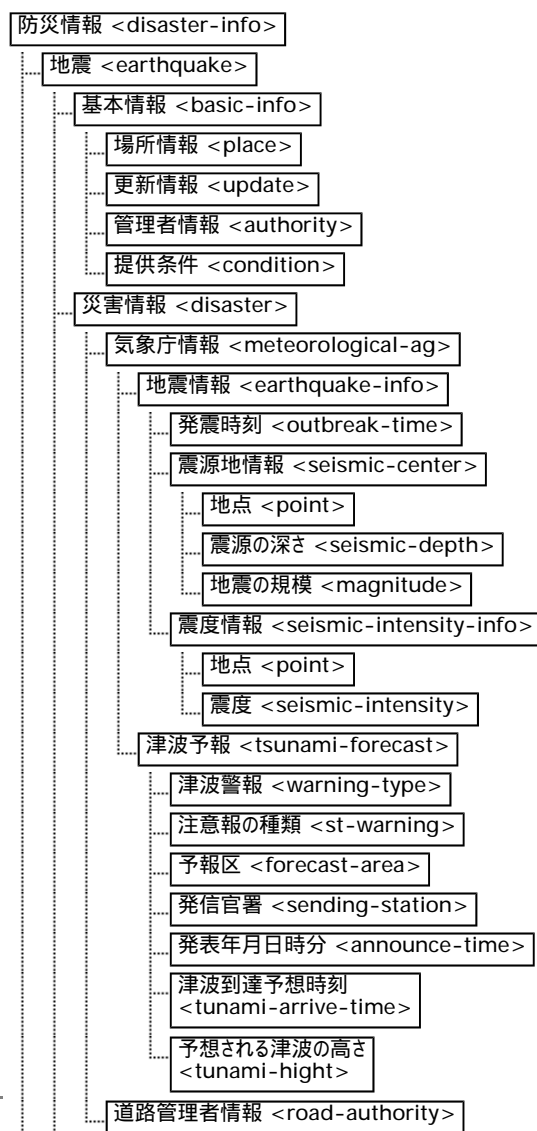 防災情報 <disaster-info>
地震 <earthquake>
基本情報 <basic-info>
場所情報 <place>
更新情報 <update>
管理者情報 <authority>
提供条件 <condition>
災害情報 <disaster>
気象庁情報 <meteorological-ag>
地震情報 <earthquake-info>
発震時刻 <outbreak-time>
震源地情報 <seismic-center>
地点 <point>
震源の深さ <seismic-depth>
地震の規模 <magnitude>
震度情報 <seismic-intensity-info>
地点 <point>
震度 <seismic-intensity>
津波予報 <tsunami-forecast>
津波警報 <warning-type>
注意報の種類 <st-warning>
予報区 <forecast-area>
発信官署 <sending-station>
発表年月日時分 <announce-time>
津波到達予想時刻
<tunami-arrive-time>
予想される津波の高さ
<tunami-hight>
道路管理者情報 <road-authority>